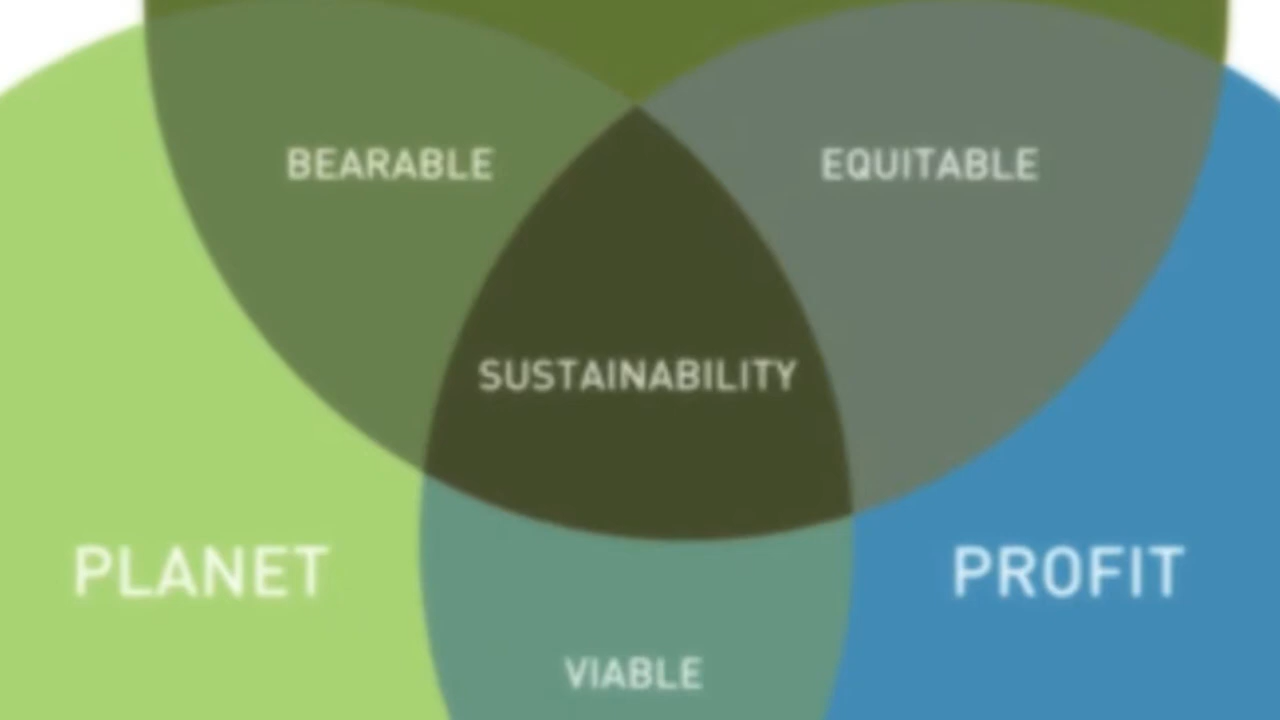 BEARABLE
EQUITABLE
SUSTAINABILITY
PLANET
PROFIT
VIABLE